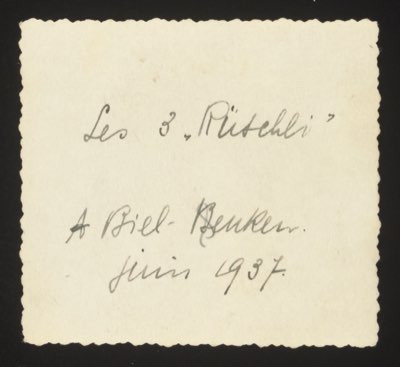 Les 3 „Rütschli”
A Biel-Benken.
juin 1937.